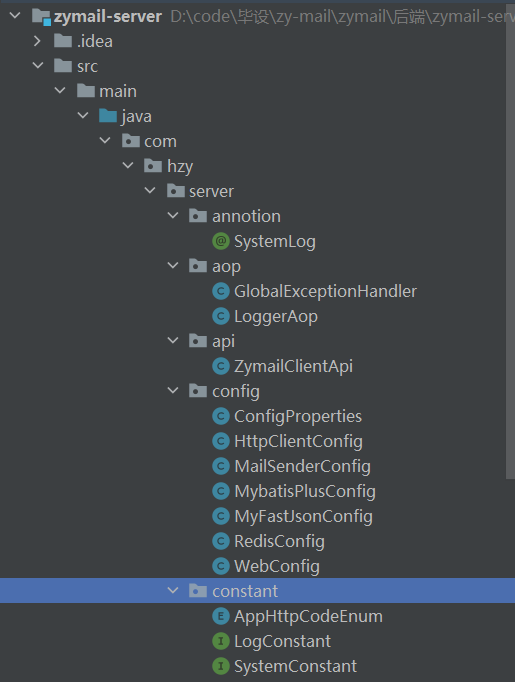 zymail-server D:\code\毕设\zy-mail\zymail\后端\zymail-serv
.idea
src
main
java
com
hzy
server
annotion
@ SystemLog
aop
C GlobalExceptionHandler
C LoggerAop
api
C ZymailClientApi
config
C ConfigProperties
C HttpClientConfig
C MailSenderConfig
C MybatisPlusConfig
C MyFastJsonConfig
C RedisConfig
C WebConfig
constant
E AppHttpCodeEnum
I LogConstant
I SystemConstant